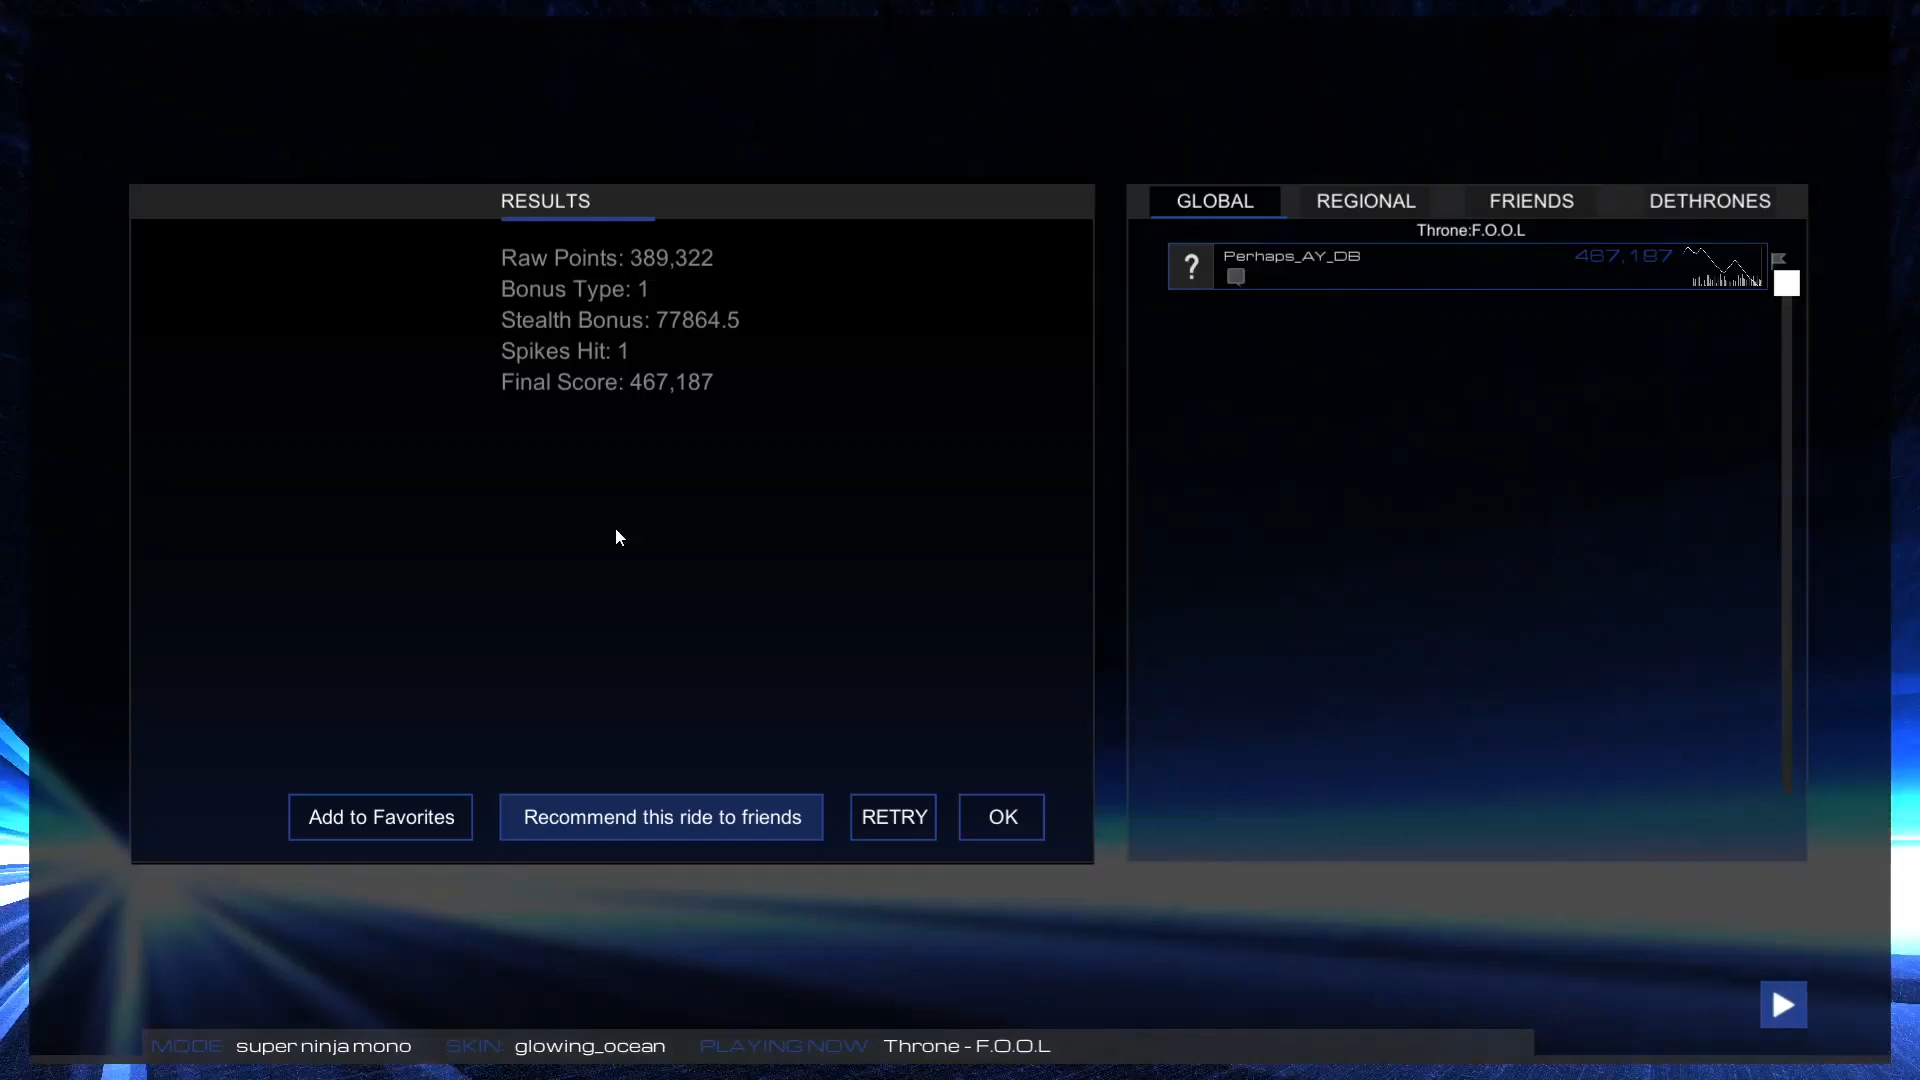 RESULTS
Raw Points: 389,322
Bonus Type: 1
Stealth Bonus: 77864.5
Spikes Hit: 1
Final Score: 467,187
Add to Favorites
Recommend this ride to friends
RETRY
OK
GLOBAL REGIONAL FRIENDS DETHRONES
Throne:F.O.O.L
? Perhaps_AY_DB 467,187
MODE: super ninja mono SKIN: glowing_ocean PLAYING NOW: Throne - F.O.O.L